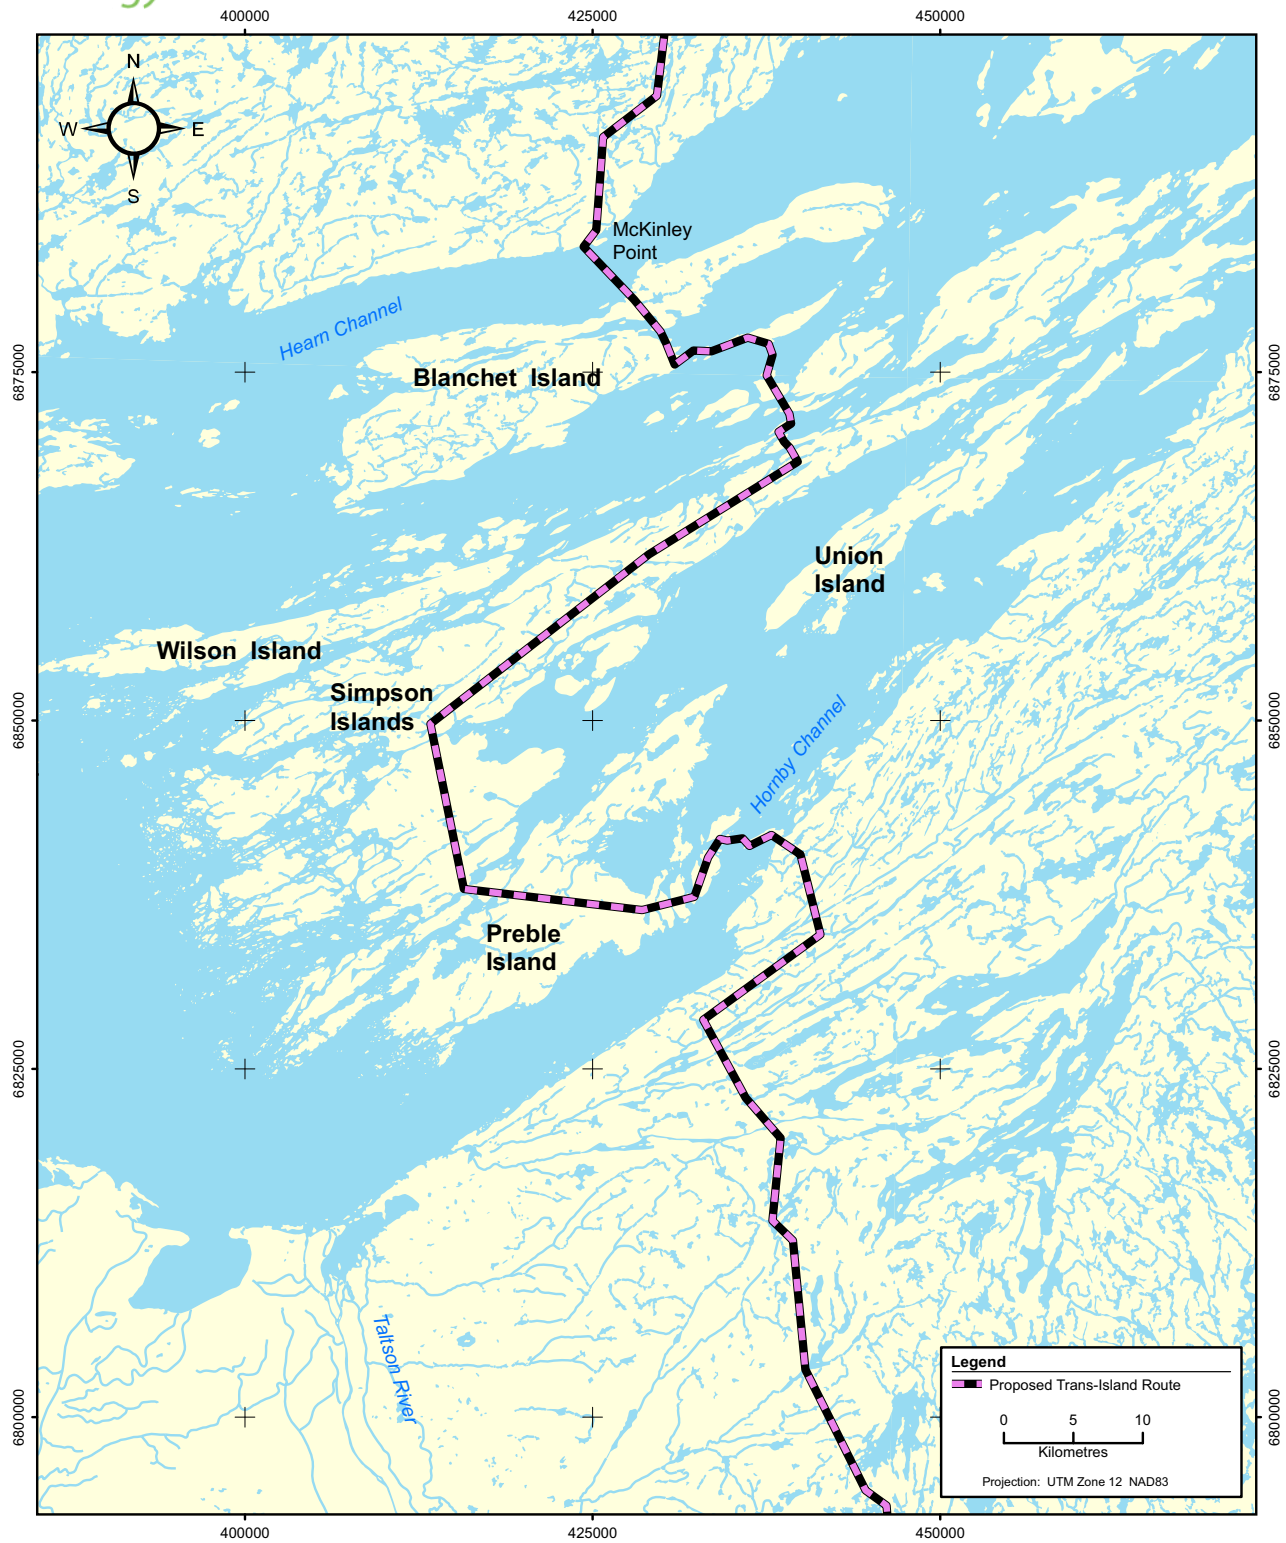 gy
400000 425000 450000
N
W E
S
McKinley
Point
Hearn Channel
6875000 6875000
Blanchet Island
Union
Island
Wilson Island
Simpson
Islands
6850000 6850000
Hornby Channel
Preble
Island
6825000 6825000
Taltson River
Legend
Proposed Trans-Island Route
0 5 10
Kilometres
Projection: UTM Zone 12 NAD83
6800000 6800000
400000 425000 450000